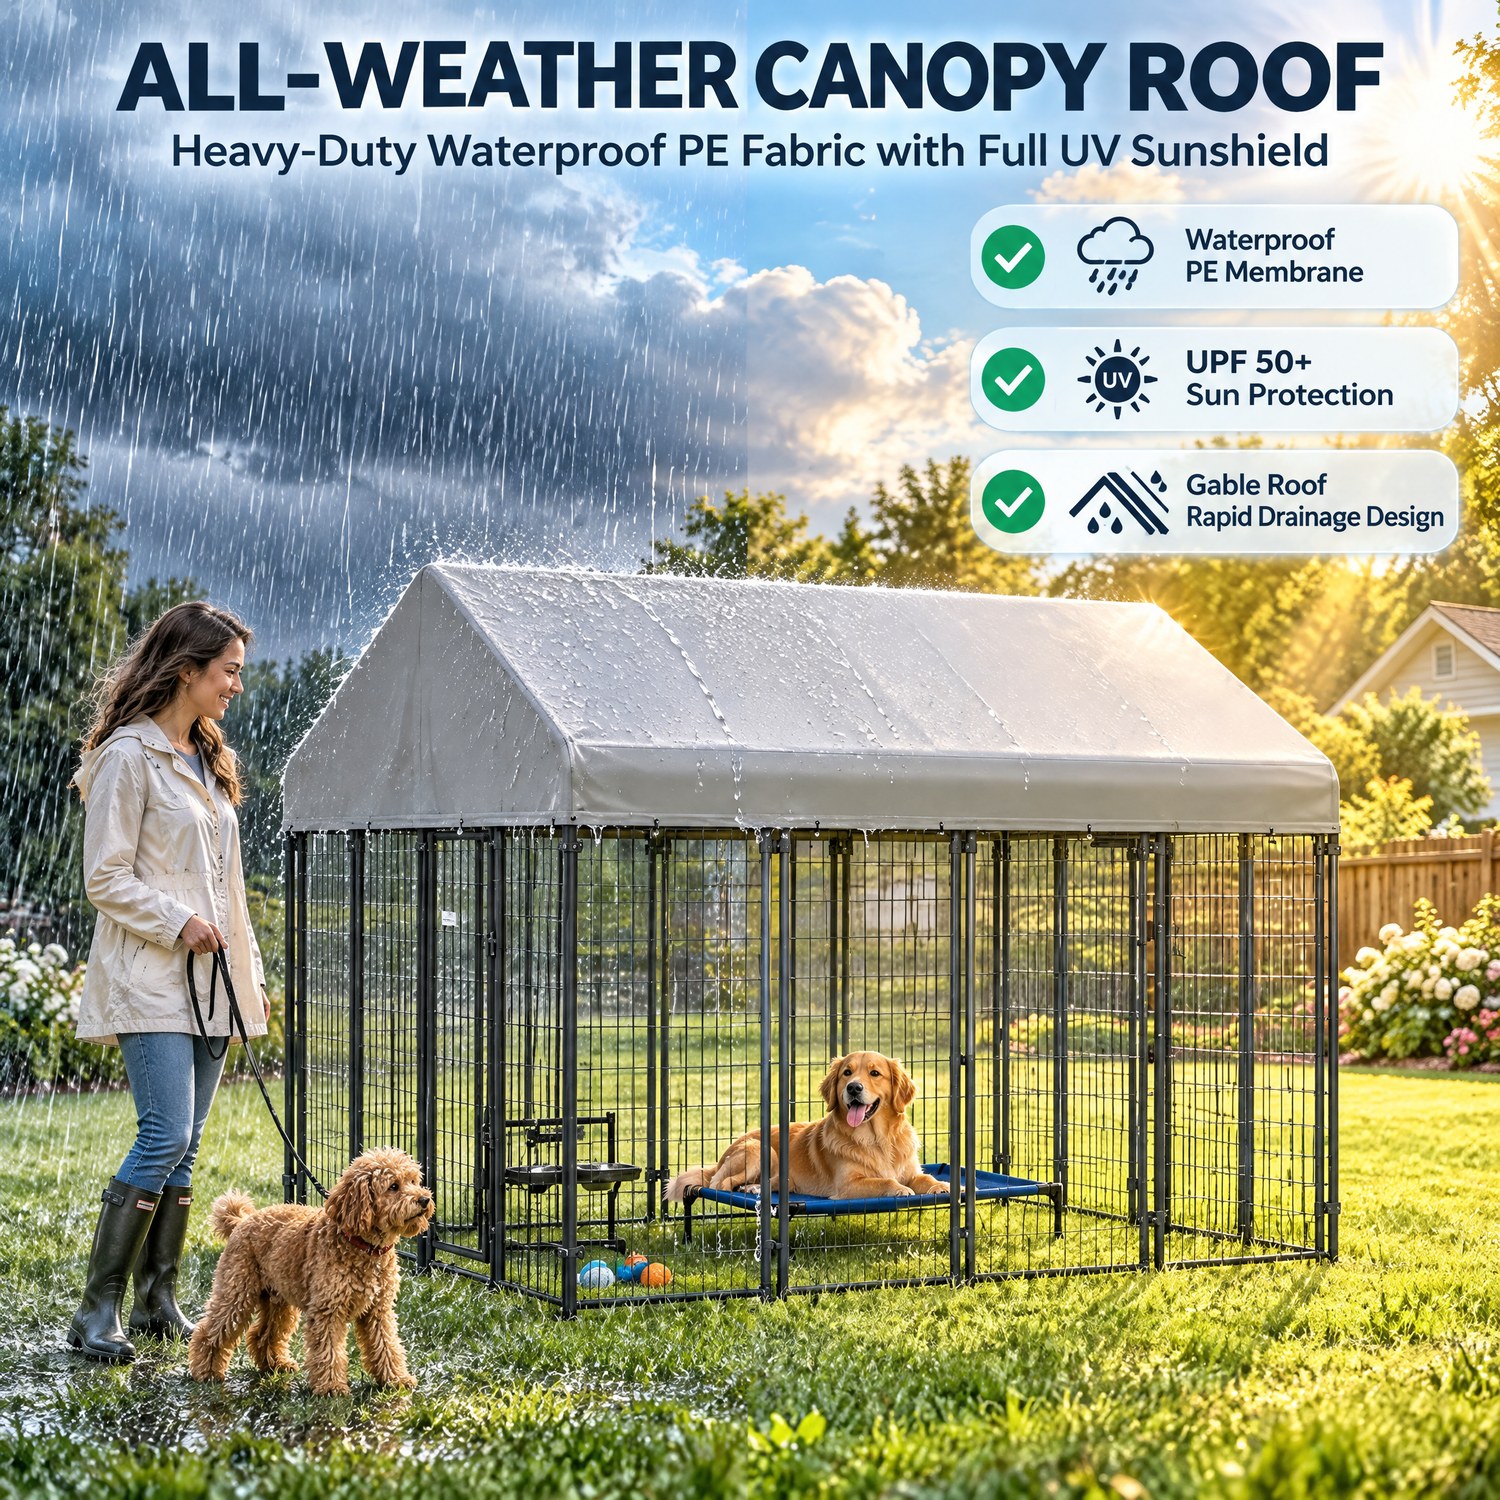 ALL-WEATHER CANOPY ROOF
Heavy-Duty Waterproof PE Fabric with Full UV Sunshield
Waterproof
PE Membrane
UV
UPF 50+
Sun Protection
Gable Roof
Rapid Drainage Design